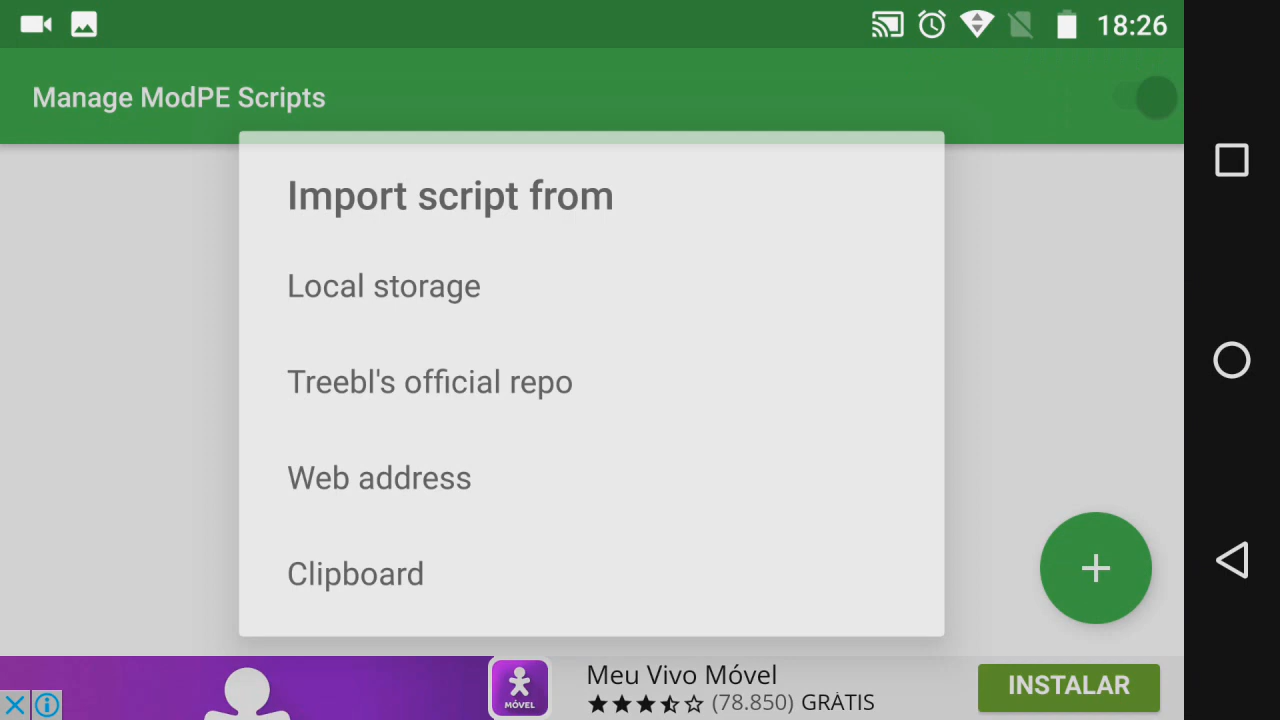 18:26
Manage ModPE Scripts
Import script from
Local storage
Treebl's official repo
Web address
Clipboard
MÓVEL
Meu Vivo Móvel
(78.850) GRÁTIS
INSTALAR